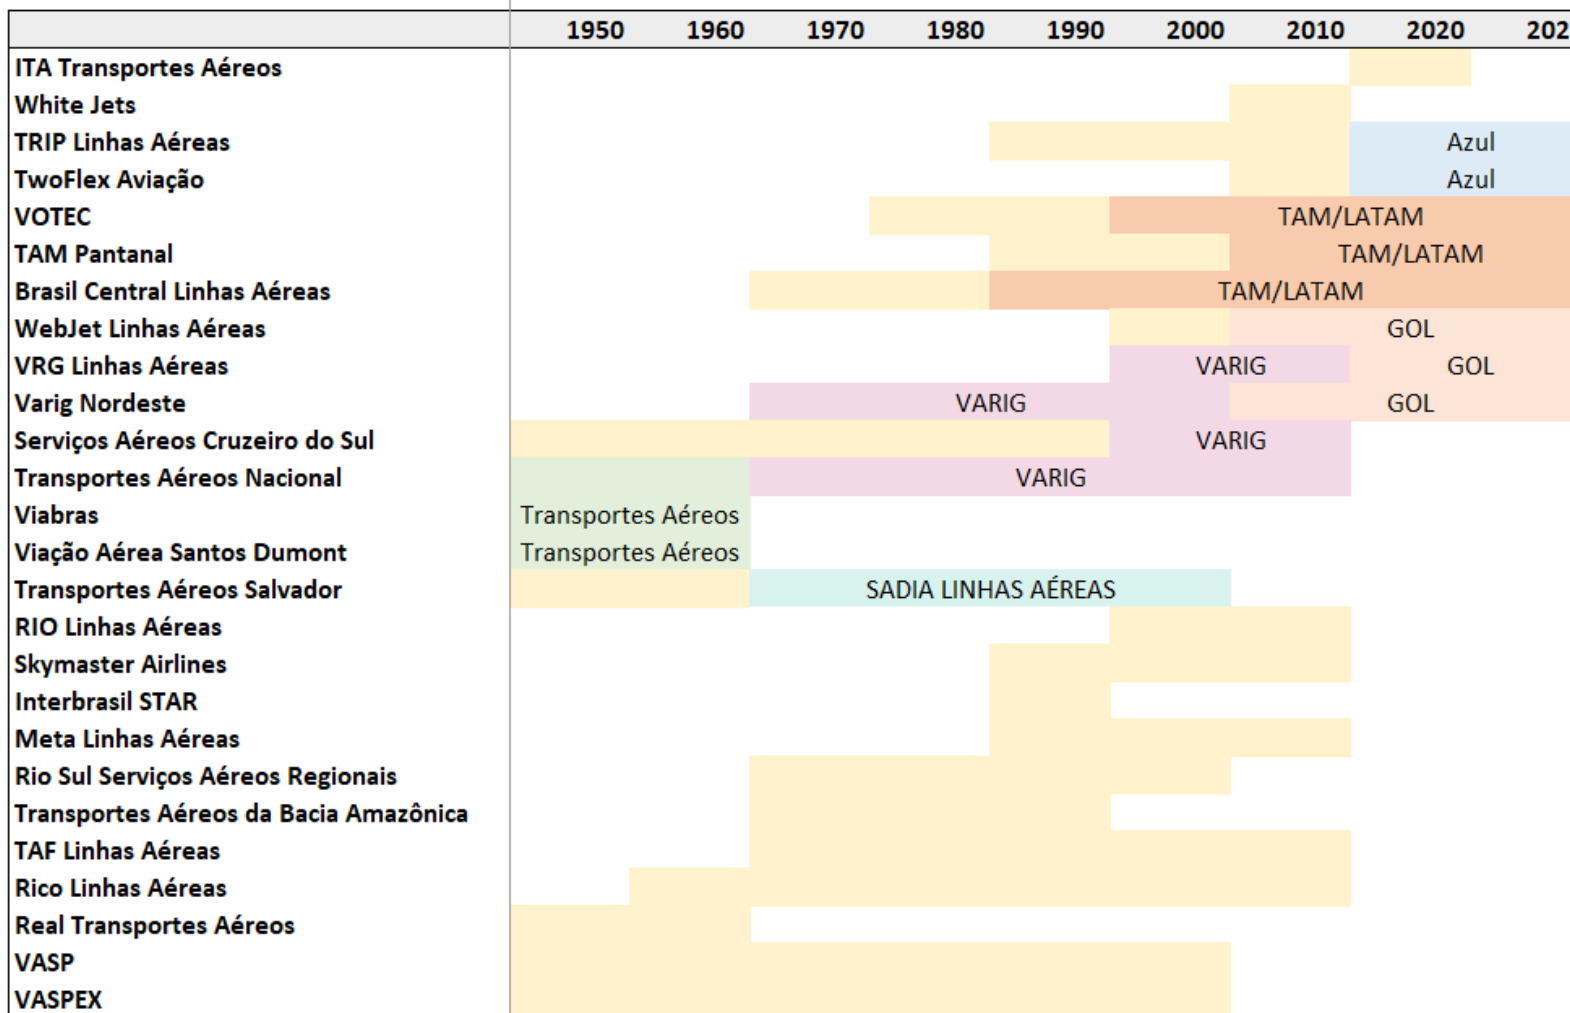 1950 1960 1970 1980 1990 2000 2010 2020 202
ITA Transportes Aéreos
White Jets
TRIP Linhas Aéreas Azul
TwoFlex Aviação Azul
VOTEC TAM/LATAM
TAM Pantanal TAM/LATAM
Brasil Central Linhas Aéreas TAM/LATAM
WebJet Linhas Aéreas GOL
VRG Linhas Aéreas VARIG GOL
Varig Nordeste VARIG GOL
Serviços Aéreos Cruzeiro do Sul VARIG
Transportes Aéreos Nacional VARIG
Viabras Transportes Aéreos
Viação Aérea Santos Dumont Transportes Aéreos
Transportes Aéreos Salvador SADIA LINHAS AÉREAS
RIO Linhas Aéreas
Skymaster Airlines
Interbrasil STAR
Meta Linhas Aéreas
Rio Sul Serviços Aéreos Regionais
Transportes Aéreos da Bacia Amazônica
TAF Linhas Aéreas
Rico Linhas Aéreas
Real Transportes Aéreos
VASP
VASPEX